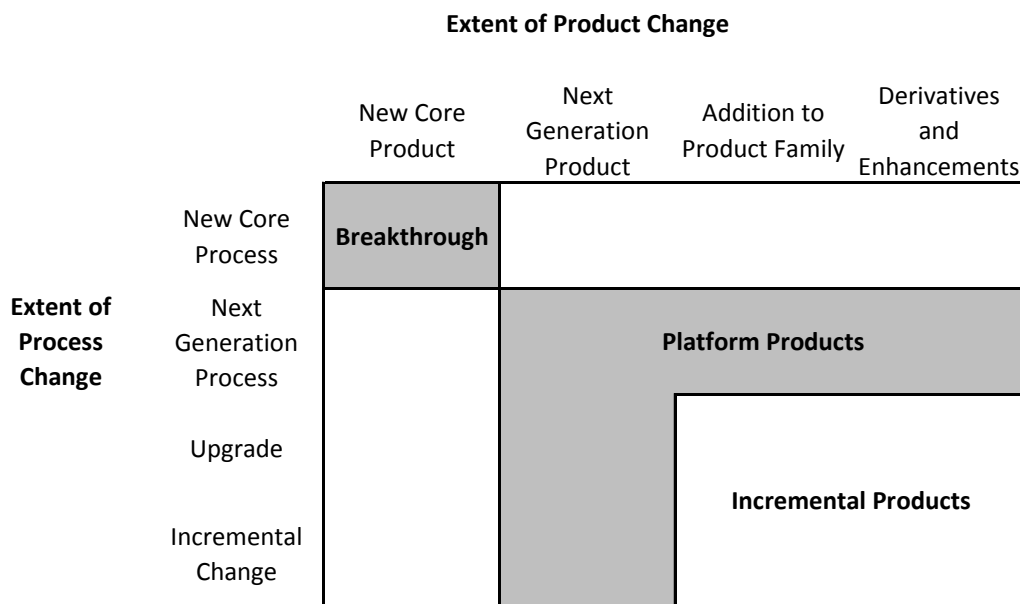 Extent of Product Change
New Core
Product
Next
Generation
Product
Addition to
Product Family
Derivatives
and
Enhancements
New Core
Process
Breakthrough
Extent of
Process
Change
Next
Generation
Process
Platform Products
Upgrade
Incremental Products
Incremental
Change